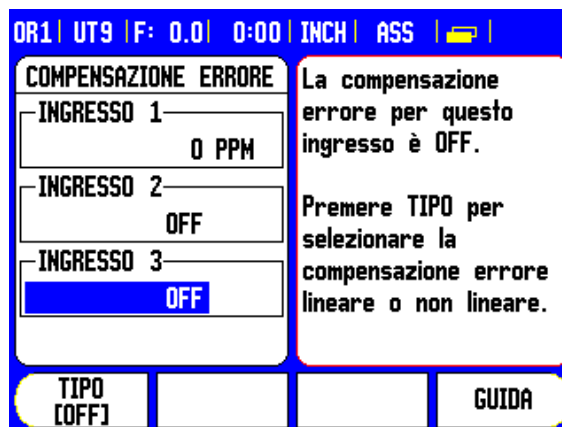 OR1| UT9 |F: 0.0| 0:00| INCH| ASS | |
COMPENSAZIONE ERRORE
INGRESSO 1
0 PPM
INGRESSO 2
OFF
INGRESSO 3
OFF
La compensazione
errore per questo
ingresso è OFF.
Premere TIPO per
selezionare la
compensazione errore
lineare o non lineare.
TIPO
[OFF]
GUIDA